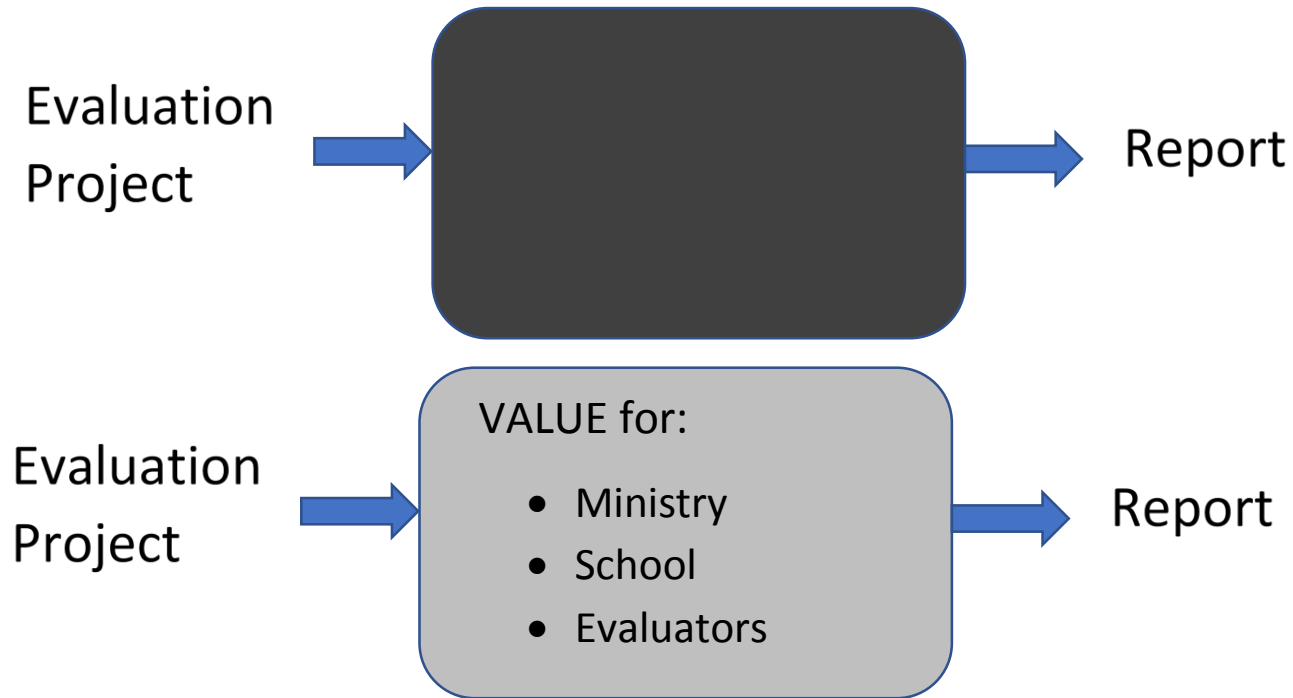 Evaluation
Project
Report
VALUE for:
• Ministry
• School
• Evaluators
Evaluation
Project
Report